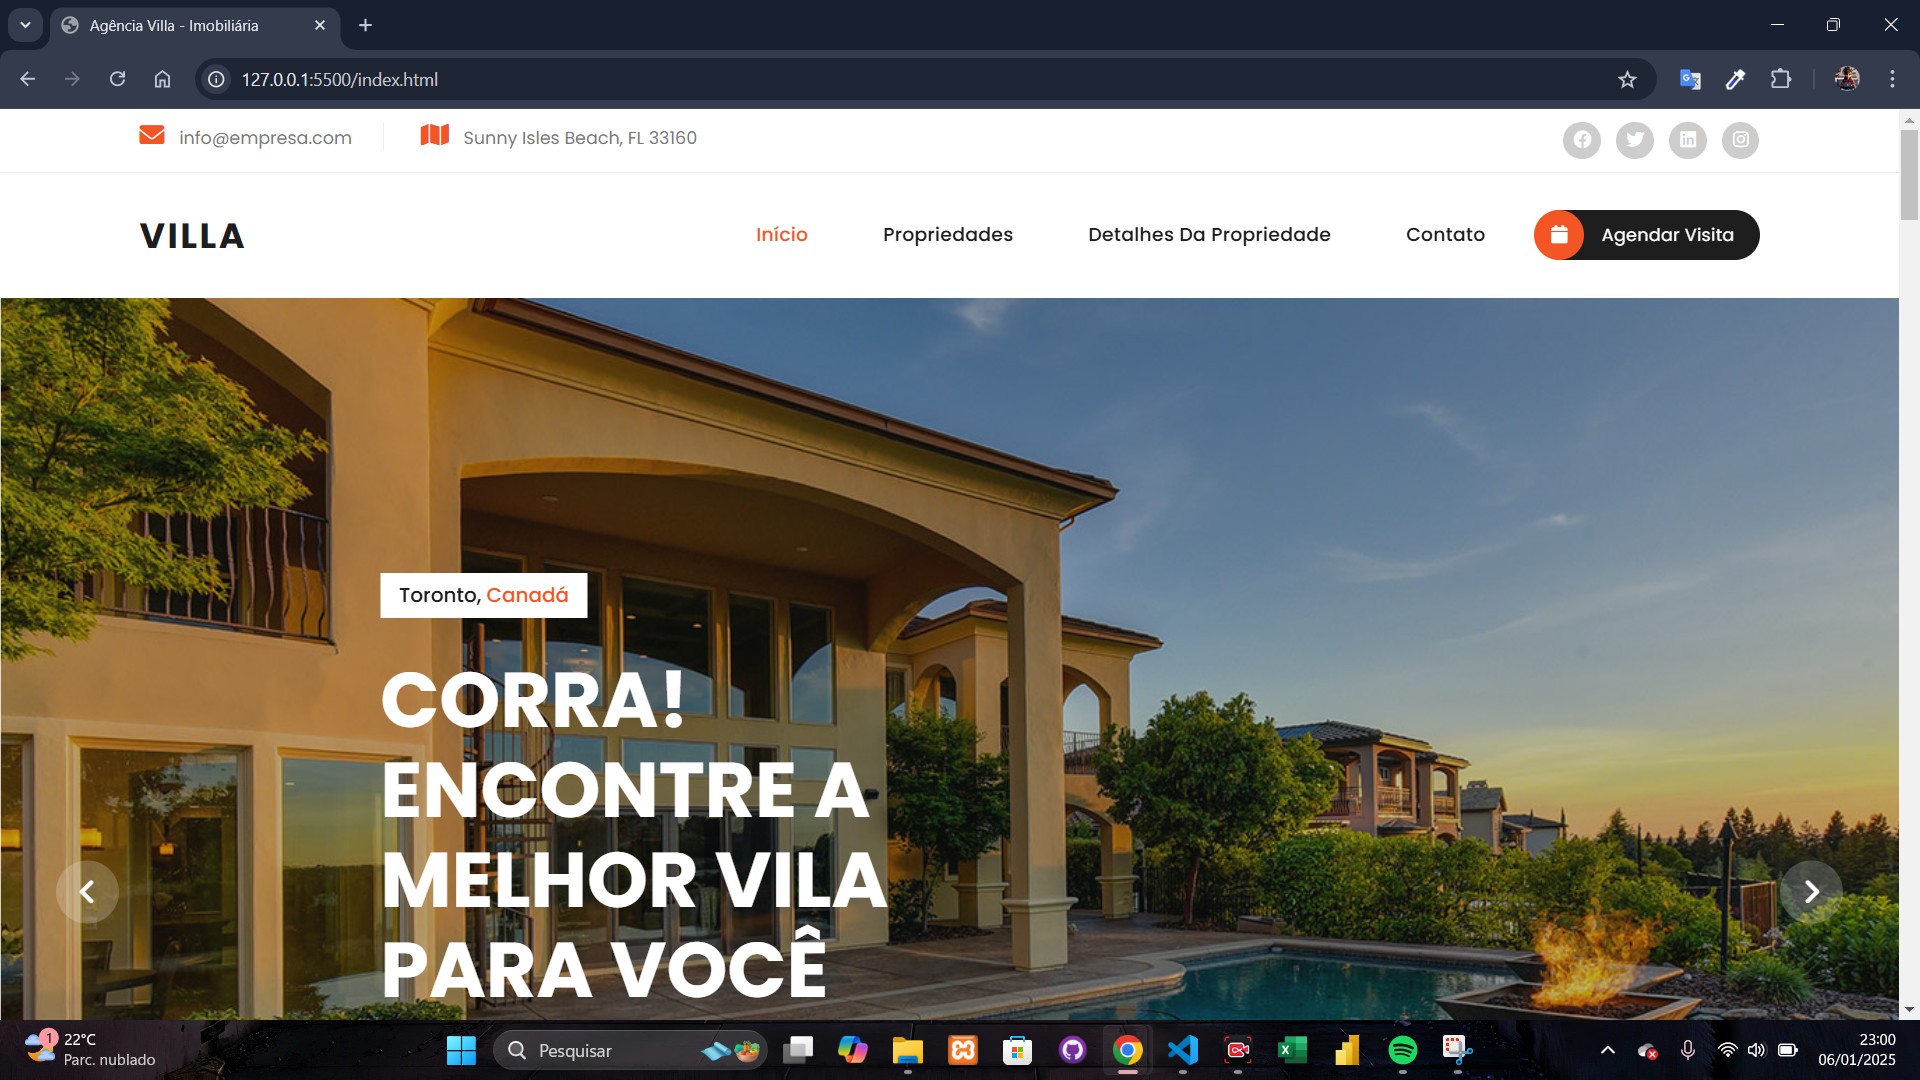 Agência Villa - Imobiliária
127.0.0.1:5500/index.html
info@empresa.com
Sunny Isles Beach, FL 33160
VILLA
Início
Propriedades
Detalhes Da Propriedade
Contato
Agendar Visita
Toronto, Canadá
CORRA!
ENCONTRE A
MELHOR VILA
PARA VOCÊ
1
22°C
Parc. nublado
Pesquisar
23:00
06/01/2025